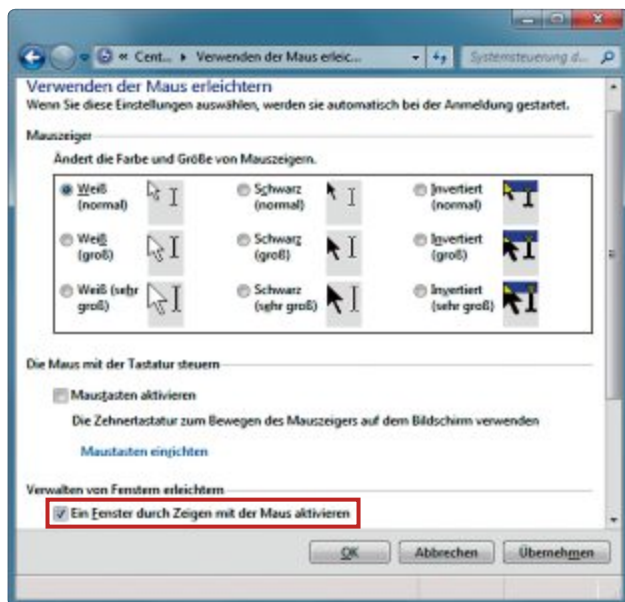 « Cent... ▸ Verwenden der Maus erleic...
Systemsteuerung d...
Verwenden der Maus erleichtern
Wenn Sie diese Einstellungen auswählen, werden sie automatisch bei der Anmeldung gestartet.
Mauszeiger
Ändert die Farbe und Größe von Mauszeigern.
Weiß (normal)
Schwarz (normal)
Invertiert (normal)
Weiß (groß)
Schwarz (groß)
Invertiert (groß)
Weiß (sehr groß)
Schwarz (sehr groß)
Invertiert (sehr groß)
Die Maus mit der Tastatur steuern
Maustasten aktivieren
Die Zehnertastatur zum Bewegen des Mauszeigers auf dem Bildschirm verwenden
Maustasten einrichten
Verwalten von Fenstern erleichtern
Ein Fenster durch Zeigen mit der Maus aktivieren
OK Abbrechen Übernehmen